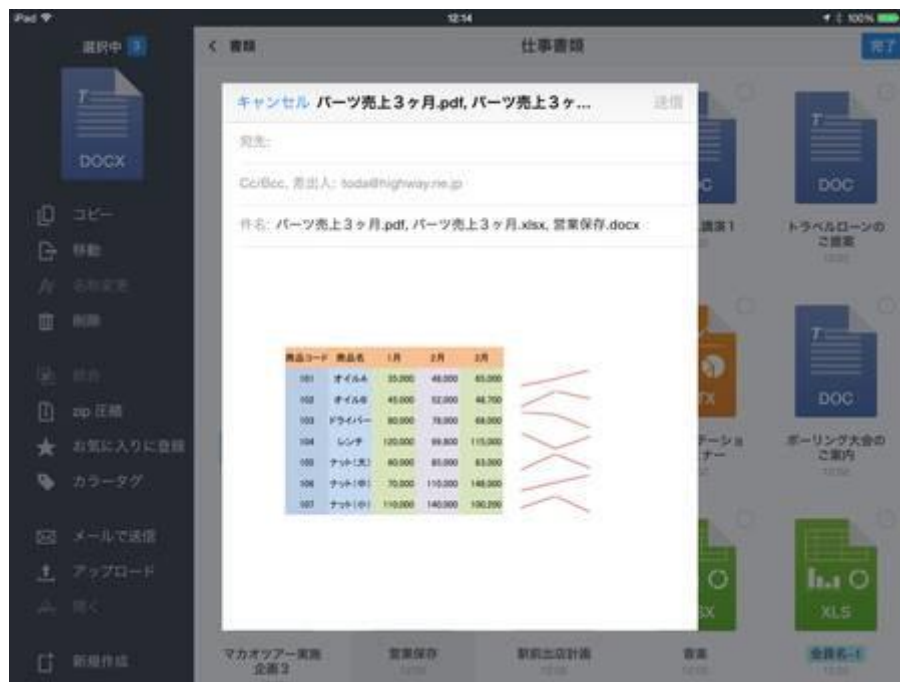 iPad 12:14 100%
選択中 3
DOCX
コピー
移動
名称変更
削除
zip 圧縮
お気に入りに登録
カラータグ
メールで送信
アップロード
開く
新規作成
< 書類 仕事書類 完了
キャンセル パーツ売上3ヶ月.pdf, パーツ売上3ヶ... 送信
宛先:
Cc/Bcc, 差出人: toda@highway.ne.jp
件名: パーツ売上3ヶ月.pdf, パーツ売上3ヶ月.xlsx, 営業保存.docx
商品コード 商品名 1月 2月 3月
101 オイルA 35,000 48,000 65,000
102 オイルB 45,000 52,000 48,700
103 ドライバー 80,000 78,000 68,000
104 レンチ 120,000 99,800 115,000
105 ナット(大) 60,000 85,000 63,000
106 ナット(中) 70,000 110,000 148,000
107 ナット(小) 110,000 140,000 106,200
DOC
トラベルローンの
ご提案
DOC
ボーリング大会の
ご案内
XLS
マカオツアー実施
企画3
営業保存
駅前出店計画
音楽
会員名-1